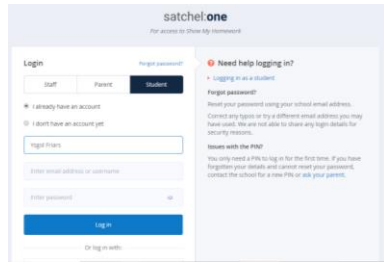 satchel:one
For access to Show My Homework
Login
Forgot password?
Staff
Parent
Student
I already have an account
I don't have an account yet
Enter email address or username
Enter password
Log in
Or log in with:
Need help logging in?
Logging in as a student
Forgot password?
Reset your password using your school email address.
Correct any typos or try a different email address you may
have used. We are not able to share any login details for
security reasons.
Issues with the PIN?
You only need a PIN to log in for the first time. If you have
forgotten your details and cannot reset your password,
contact the school for a new PIN or ask your parent.